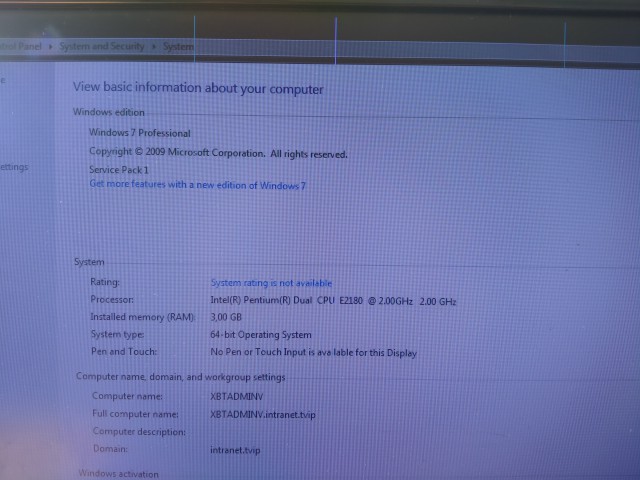 System and Security ▸ System
View basic information about your computer
Windows edition
Windows 7 Professional
Copyright © 2009 Microsoft Corporation. All rights reserved.
Service Pack 1
Get more features with a new edition of Windows 7
System
Rating: System rating is not available
Processor: Intel(R) Pentium(R) Dual CPU E2180 @ 2.00GHz 2.00 GHz
Installed memory (RAM): 3,00 GB
System type: 64-bit Operating System
Pen and Touch: No Pen or Touch Input is available for this Display
Computer name, domain, and workgroup settings
Computer name: XBTADMINV
Full computer name: XBTADMINV.intranet.tvip
Computer description:
Domain: intranet.tvip
Windows activation